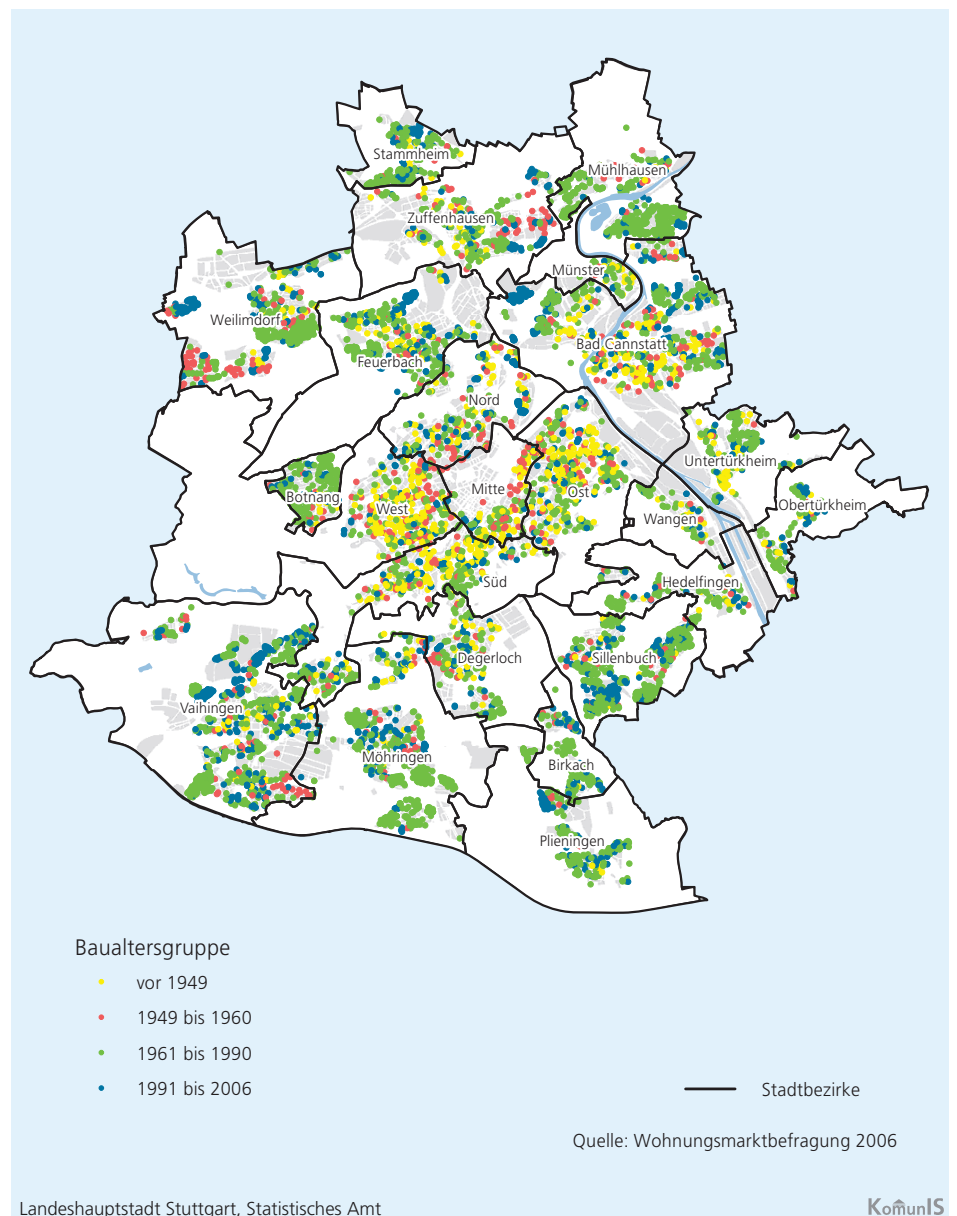 Stammheim
Mühlhausen
Zuffenhausen
Münster
Weilimdorf
Bad Cannstatt
Feuerbach
Nord
Untertürkheim
Mitte
Ost
Botnang
West
Obertürkheim
Wangen
Süd
Hedelfingen
Degerloch
Sillenbuch
Vaihingen
Möhringen
Birkach
Plieningen
Baualtersgruppe
vor 1949
1949 bis 1960
1961 bis 1990
1991 bis 2006
Stadtbezirke
Quelle: Wohnungsmarktbefragung 2006
Landeshauptstadt Stuttgart, Statistisches Amt
KomunIS